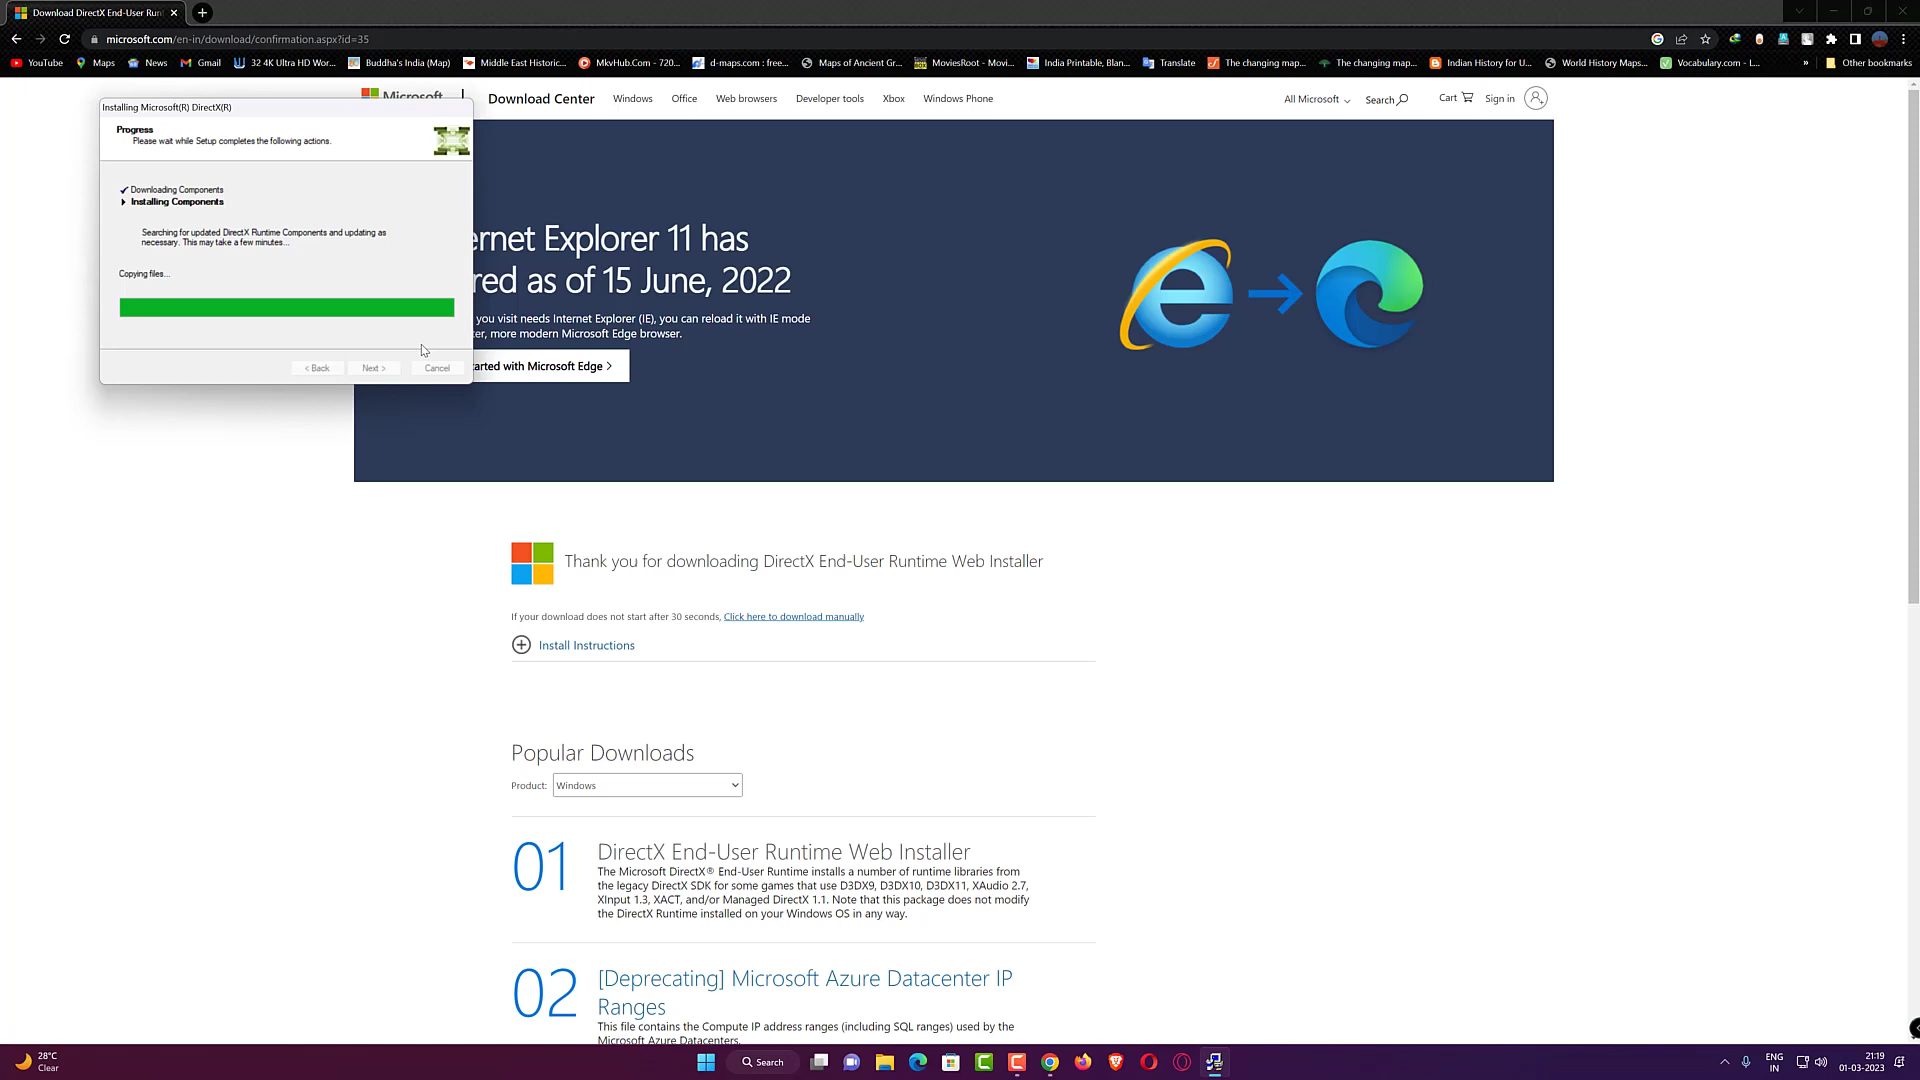 Download DirectX End-User Run
microsoft.com/en-in/download/confirmation.aspx?id=35
YouTube
Maps
News
Gmail
32 4K Ultra HD Wor...
Buddha's India (Map)
Middle East Historic...
MkvHub.Com - 720...
d-maps.com : free...
Maps of Ancient Gr...
MoviesRoot - Movi...
India Printable, Blan...
Translate
The changing map...
The changing map...
Indian History for U...
World History Maps...
Vocabulary.com - L...
»
Other bookmarks
Microsoft
Download Center
Windows
Office
Web browsers
Developer tools
Xbox
Windows Phone
All Microsoft
Search
Cart
Sign in
Installing Microsoft(R) DirectX(R)
Progress
Please wait while Setup completes the following actions.
Downloading Components
Installing Components
Searching for updated DirectX Runtime Components and updating as
necessary. This may take a few minutes...
Copying files...
< Back
Next >
Cancel
ernet Explorer 11 has
red as of 15 June, 2022
you visit needs Internet Explorer (IE), you can reload it with IE mode
ter, more modern Microsoft Edge browser.
arted with Microsoft Edge >
Thank you for downloading DirectX End-User Runtime Web Installer
If your download does not start after 30 seconds, Click here to download manually
Install Instructions
Popular Downloads
Product: Windows
01
DirectX End-User Runtime Web Installer
The Microsoft DirectX® End-User Runtime installs a number of runtime libraries from
the legacy DirectX SDK for some games that use D3DX9, D3DX10, D3DX11, XAudio 2.7,
XInput 1.3, XACT, and/or Managed DirectX 1.1. Note that this package does not modify
the DirectX Runtime installed on your Windows OS in any way.
02
[Deprecating] Microsoft Azure Datacenter IP
Ranges
This file contains the Compute IP address ranges (including SQL ranges) used by the
Microsoft Azure Datacenters.
28°C
Clear
Search
ENG
IN
21:19
01-03-2023